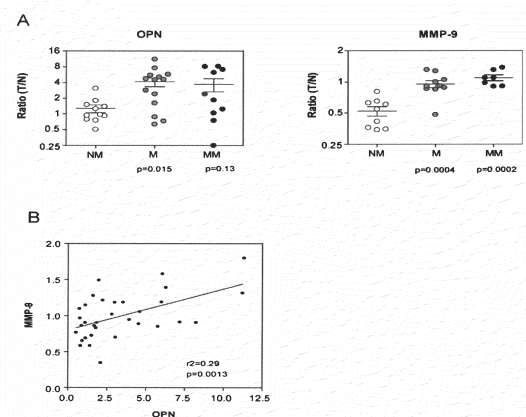 A
OPN
MMP-9
Ratio (T/N)
16
8
4
2
1
0.5
0.25
NM
M
MM
p=0.015
p=0.13
Ratio (T/N)
2
1
0.5
0.25
NM
M
MM
p=0.0004
p=0.0002
B
MMP-9
2.0
1.5
1.0
0.5
0.0
r2=0.29
p=0.0013
0.0
2.5
5.0
7.5
10.0
12.5
OPN